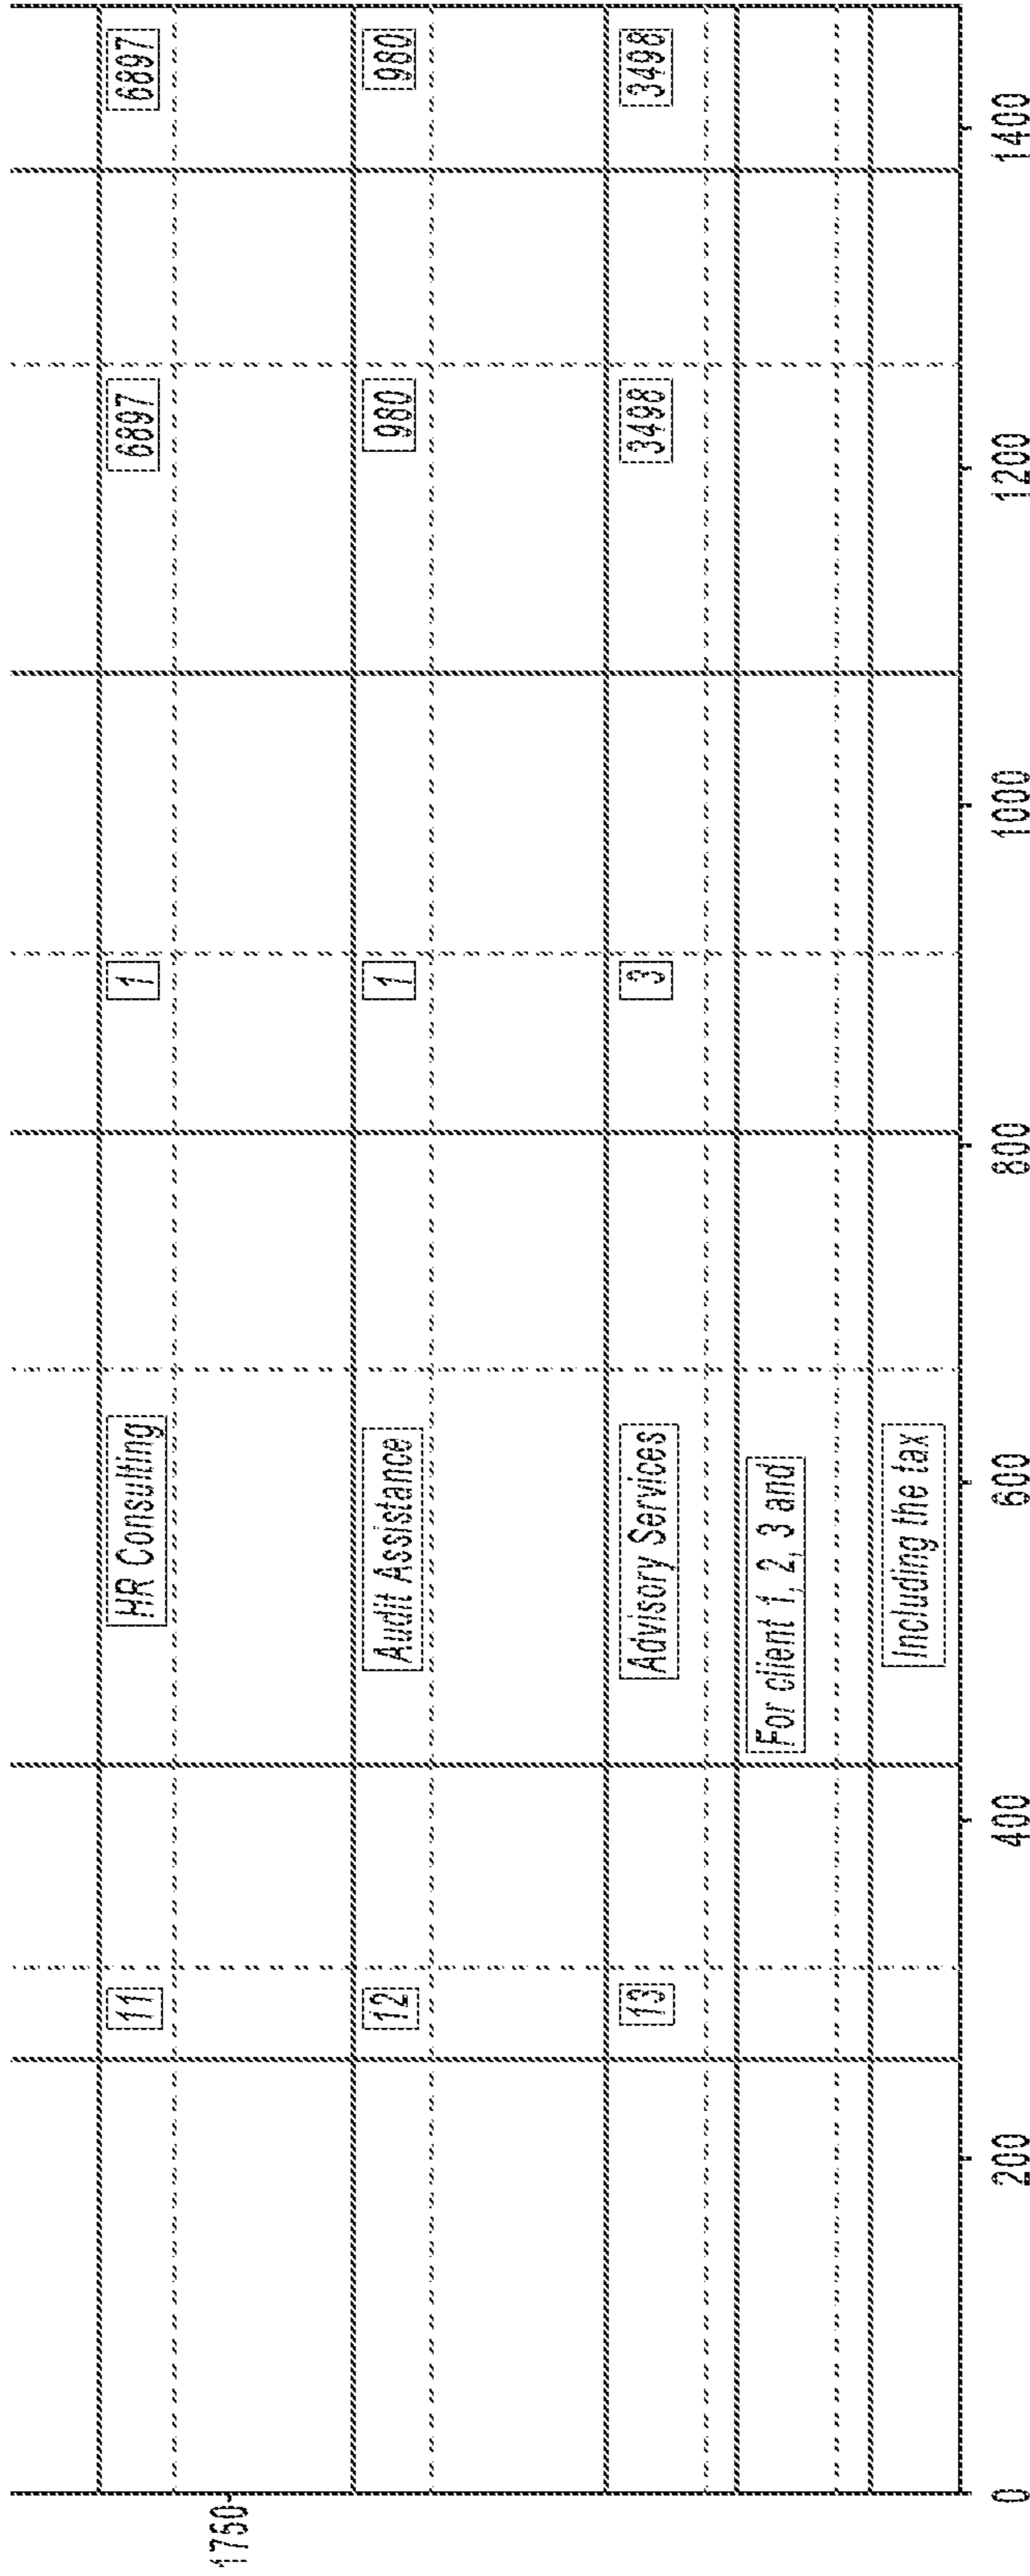 11 HR Consulting 1 6897 6897
12 Audit Assistance 1 980 980
13 Advisory Services 3 3498 3498
For client 1, 2, 3 and
Including the tax
0 200 400 600 800 1000 1200 1400